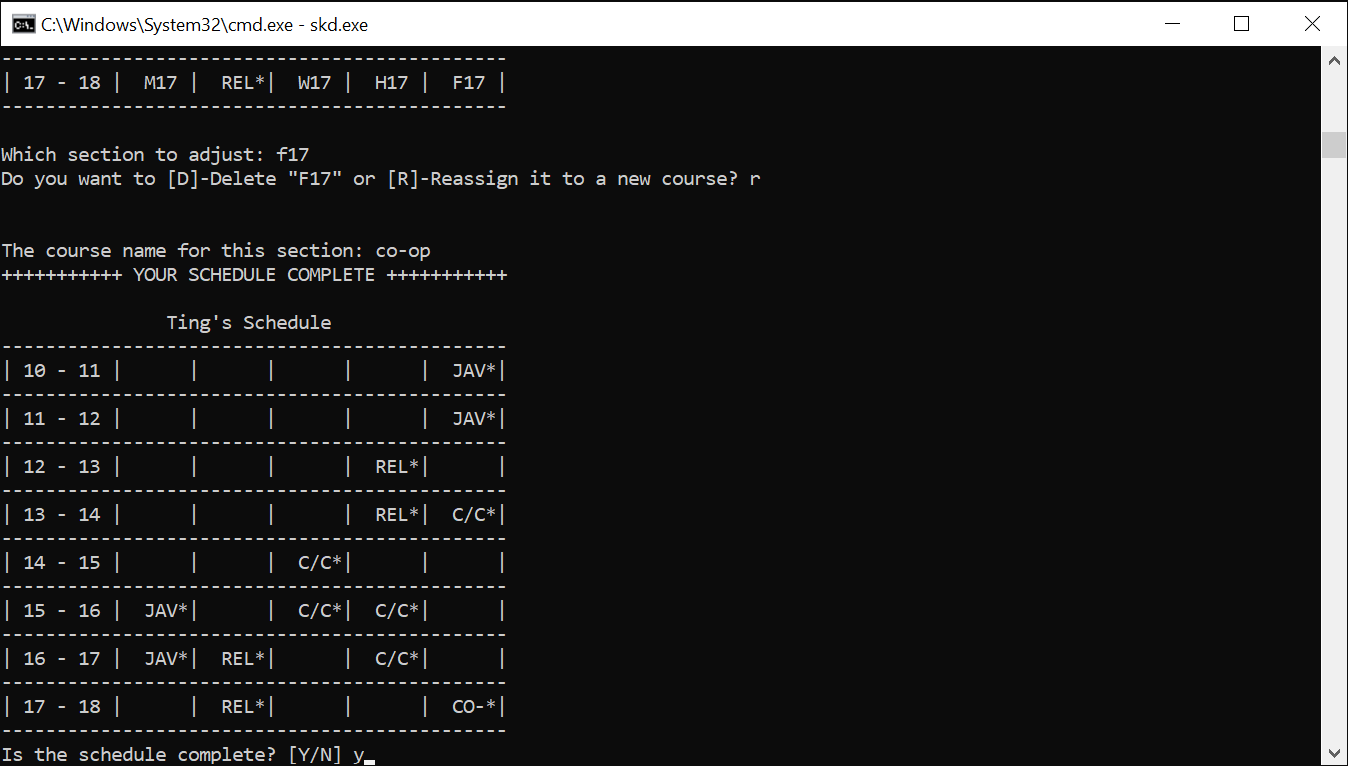 C:\Windows\System32\cmd.exe - skd.exe
----------------------------------------------
| 17 - 18 |  M17 |  REL*|  W17 |  H17 |  F17 |
----------------------------------------------
Which section to adjust: f17
Do you want to [D]-Delete "F17" or [R]-Reassign it to a new course? r
The course name for this section: co-op
+++++++++++ YOUR SCHEDULE COMPLETE +++++++++++
Ting's Schedule
----------------------------------------------
| 10 - 11 |      |      |      |      |  JAV*|
----------------------------------------------
| 11 - 12 |      |      |      |      |  JAV*|
----------------------------------------------
| 12 - 13 |      |      |      |  REL*|      |
----------------------------------------------
| 13 - 14 |      |      |      |  REL*|  C/C*|
----------------------------------------------
| 14 - 15 |      |      |  C/C*|      |      |
----------------------------------------------
| 15 - 16 |  JAV*|      |  C/C*|  C/C*|      |
----------------------------------------------
| 16 - 17 |  JAV*|  REL*|      |  C/C*|      |
----------------------------------------------
| 17 - 18 |      |  REL*|      |      |  CO-*|
----------------------------------------------
Is the schedule complete? [Y/N] y